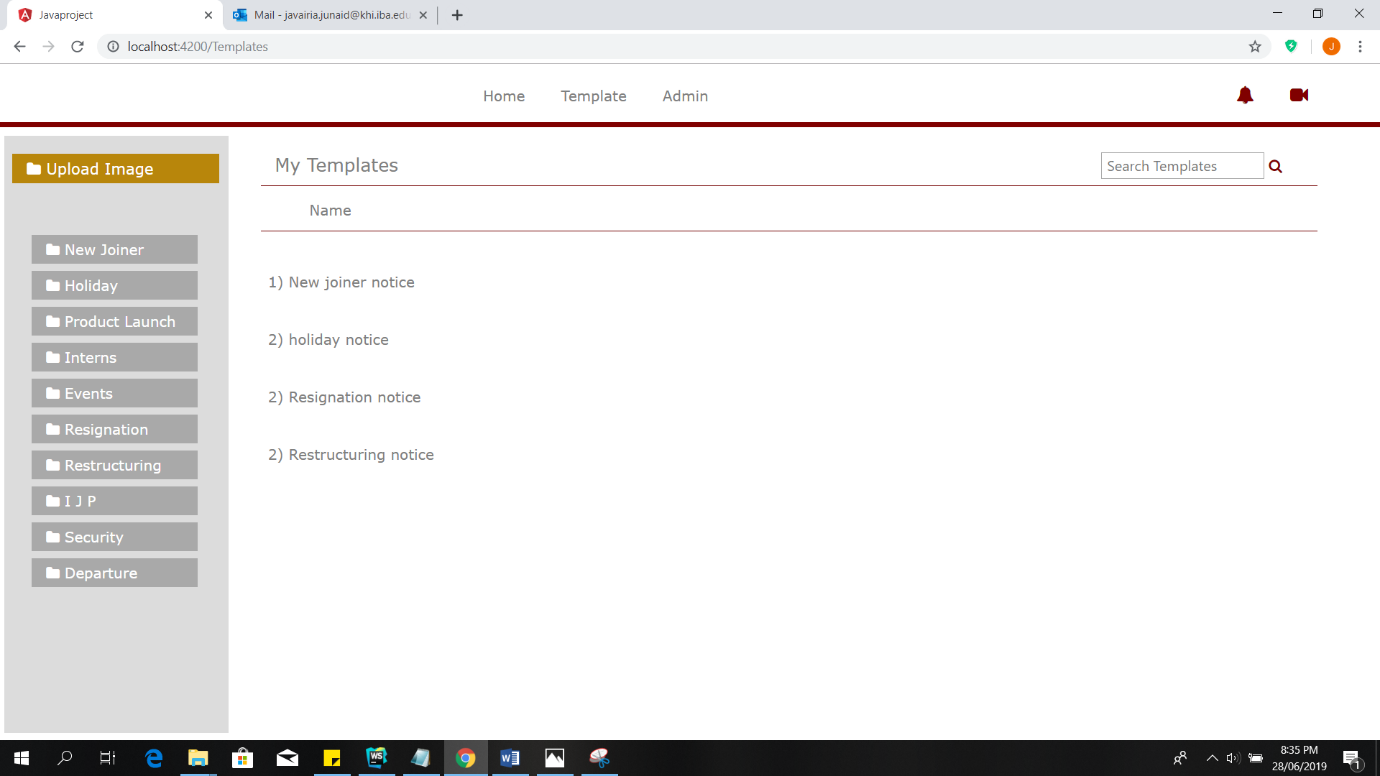 Javaproject
Mail - javairia.junaid@khi.iba.edu
localhost:4200/Templates
J
Home Template Admin
Upload Image
My Templates
Search Templates
Name
New Joiner
Holiday
Product Launch
Interns
Events
Resignation
Restructuring
I J P
Security
Departure
1) New joiner notice
2) holiday notice
2) Resignation notice
2) Restructuring notice
WS
8:35 PM
28/06/2019
1